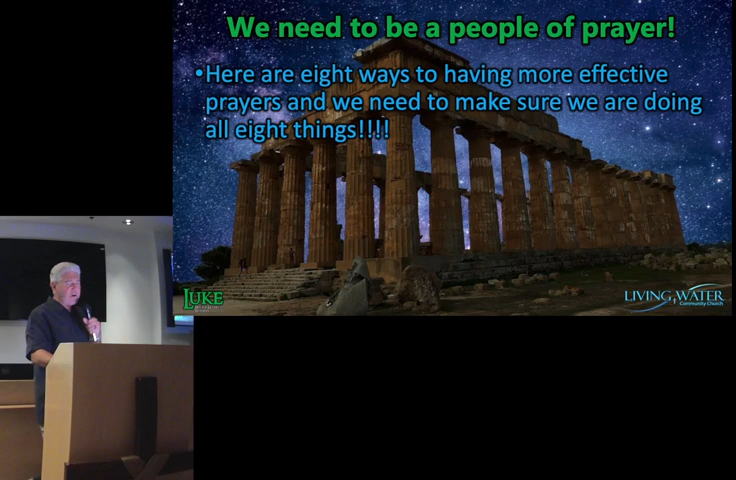 We need to be a people of prayer!
•Here are eight ways to having more effective
prayers and we need to make sure we are doing
all eight things!!!!
LUKE
LIVING WATER
Community Church